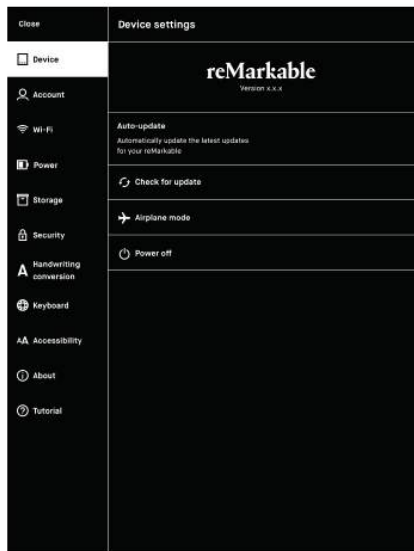 Close
Device settings
Device
Account
Wi-Fi
Power
Storage
Security
Handwriting
conversion
Keyboard
Accessibility
About
Tutorial
reMarkable
Version x.x.x
Auto-update
Automatically update the latest updates
for your reMarkable
Check for update
Airplane mode
Power off